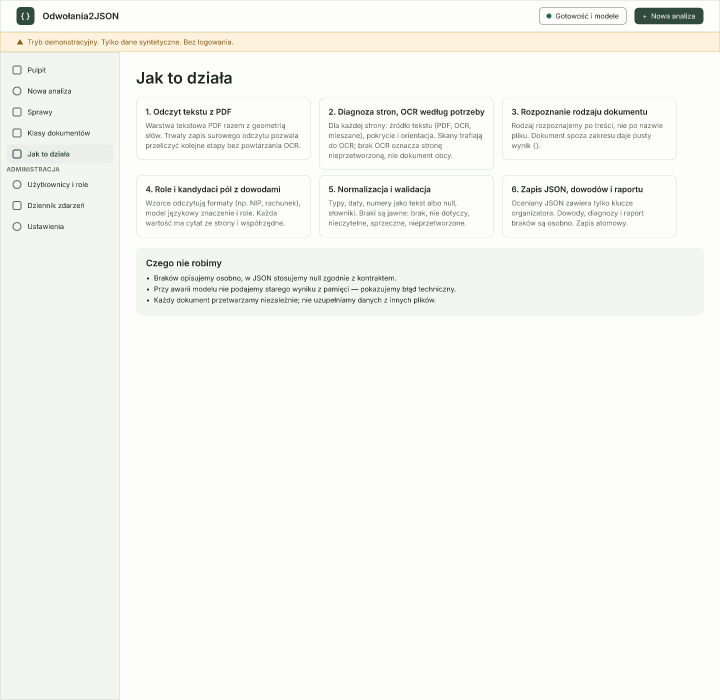 { } Odwołania2JSON
Gotowość i modele
+ Nowa analiza
▲ Tryb demonstracyjny. Tylko dane syntetyczne. Bez logowania.
Pulpit
Nowa analiza
Sprawy
Klasy dokumentów
Jak to działa
ADMINISTRACJA
Użytkownicy i role
Dziennik zdarzeń
Ustawienia
Jak to działa
1. Odczyt tekstu z PDF
Warstwa tekstowa PDF razem z geometrią
słów. Trwały zapis surowego odczytu pozwala
przeliczyć kolejne etapy bez powtarzania OCR.
2. Diagnoza stron, OCR według potrzeby
Dla każdej strony: źródło tekstu (PDF, OCR,
mieszane), pokrycie i orientacja. Skany trafiają
do OCR; brak OCR oznacza stronę
nieprzetworzoną, nie dokument obcy.
3. Rozpoznanie rodzaju dokumentu
Rodzaj rozpoznajemy po treści, nie po nazwie
pliku. Dokument spoza zakresu daje pusty
wynik {}.
4. Role i kandydaci pól z dowodami
Wzorce odczytują formaty (np. NIP, rachunek),
model językowy znaczenie i role. Każda
wartość ma cytat ze strony i współrzędne.
5. Normalizacja i walidacja
Typy, daty, numery jako tekst albo null,
słowniki. Braki są jawne: brak, nie dotyczy,
nieczytelne, sprzeczne, nieprzetworzone.
6. Zapis JSON, dowodów i raportu
Oceniany JSON zawiera tylko klucze
organizatora. Dowody, diagnozy i raport
braków są osobno. Zapis atomowy.
Czego nie robimy
• Braków opisujemy osobno, w JSON stosujemy null zgodnie z kontraktem.
• Przy awarii modelu nie podajemy starego wyniku z pamięci — pokazujemy błąd techniczny.
• Każdy dokument przetwarzamy niezależnie; nie uzupełniamy danych z innych plików.